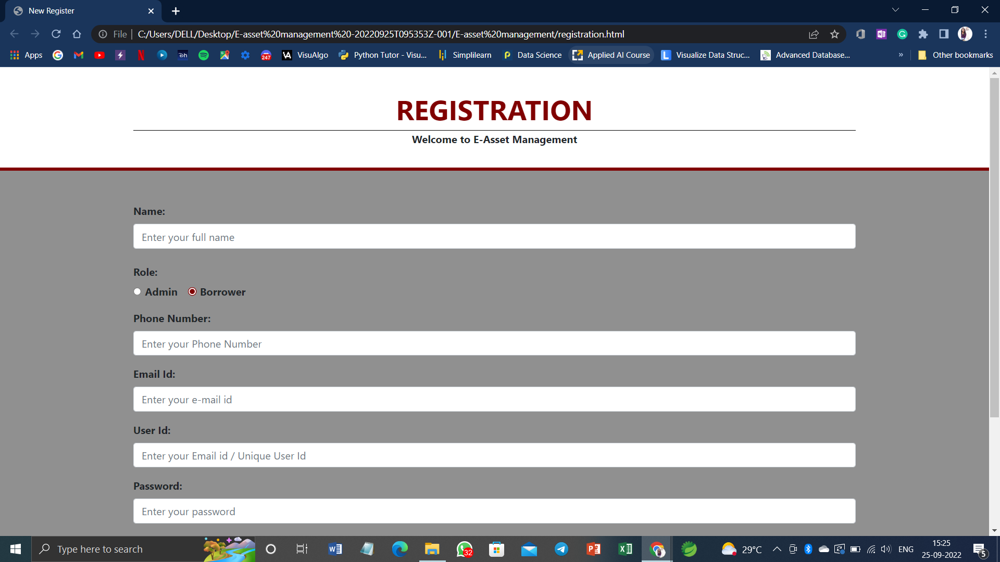 New Register
File C:/Users/DELL/Desktop/E-asset%20management%20-20220925T095353Z-001/E-asset%20management/registration.html
Apps 247 VisuAlgo Python Tutor - Visu... Simplilearn Data Science Applied AI Course Visualize Data Struc... Advanced Database... » Other bookmarks
REGISTRATION
Welcome to E-Asset Management
Name:
Enter your full name
Role:
Admin Borrower
Phone Number:
Enter your Phone Number
Email Id:
Enter your e-mail id
User Id:
Enter your Email id / Unique User Id
Password:
Enter your password
Type here to search 32 29°C ENG 15:25
25-09-2022 5